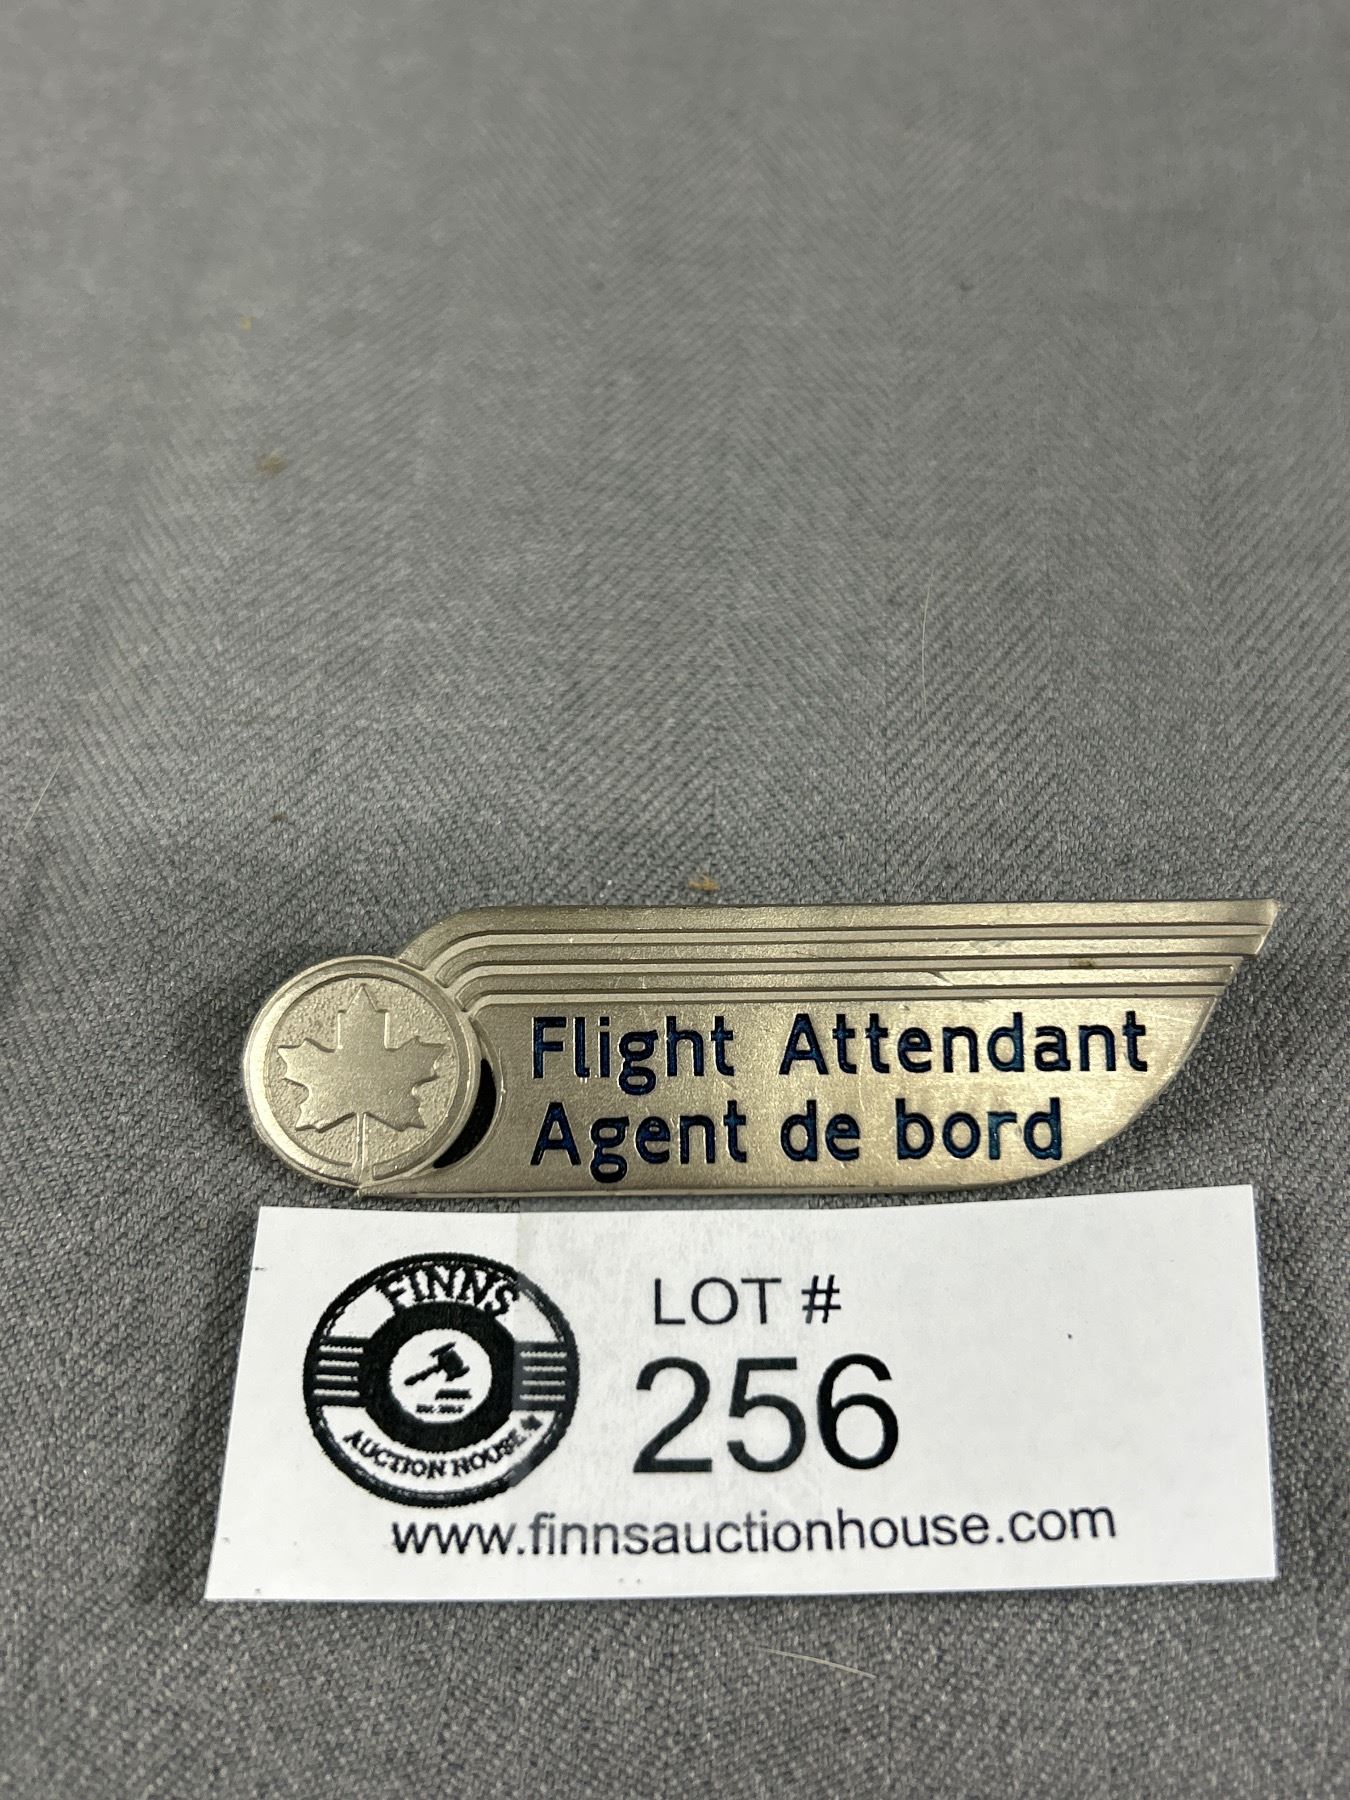 Flight Attendant
Agent de bord
FINNS
AUCTION HOUSE
LOT #
256
www.finnsauctionhouse.com